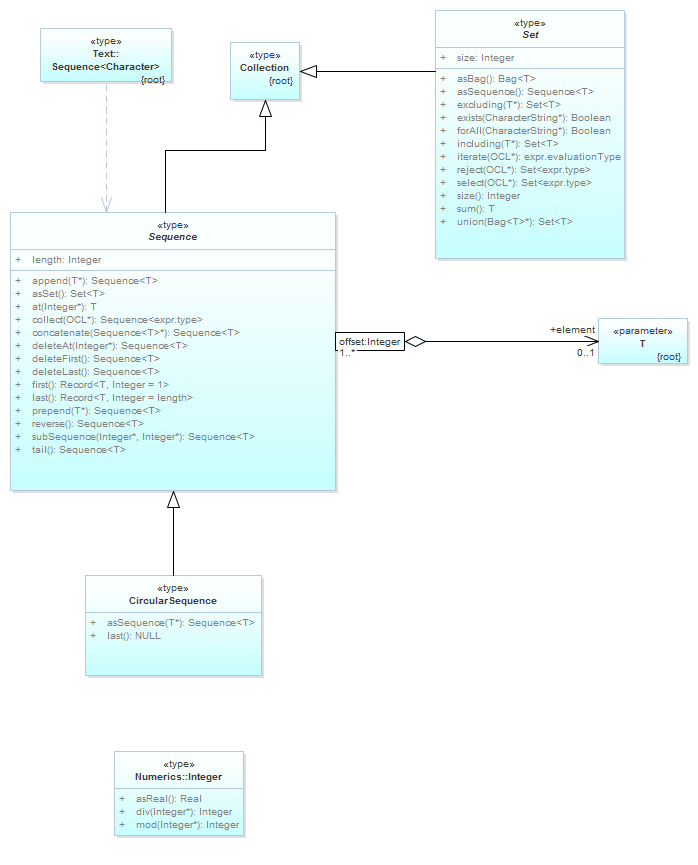 «type»
Text::
Sequence<Character>
{root}
«type»
Collection
{root}
«type»
Set
+ size: Integer
+ asBag(): Bag<T>
+ asSequence(): Sequence<T>
+ excluding(T*): Set<T>
+ exists(CharacterString*): Boolean
+ forAll(CharacterString*): Boolean
+ including(T*): Set<T>
+ iterate(OCL*): expr.evaluationType
+ reject(OCL*): Set<expr.type>
+ select(OCL*): Set<expr.type>
+ size(): Integer
+ sum(): T
+ union(Bag<T>*): Set<T>
«type»
Sequence
+ length: Integer
+ append(T*): Sequence<T>
+ asSet(): Set<T>
+ at(Integer*): T
+ collect(OCL*): Sequence<expr.type>
+ concatenate(Sequence<T>*): Sequence<T>
+ deleteAt(Integer*): Sequence<T>
+ deleteFirst(): Sequence<T>
+ deleteLast(): Sequence<T>
+ first(): Record<T, Integer = 1>
+ last(): Record<T, Integer = length>
+ prepend(T*): Sequence<T>
+ reverse(): Sequence<T>
+ subSequence(Integer*, Integer*): Sequence<T>
+ tail(): Sequence<T>
offset:Integer
1..*
+element
0..1
«parameter»
T
{root}
«type»
CircularSequence
+ asSequence(T*): Sequence<T>
+ last(): NULL
«type»
Numerics::Integer
+ asReal(): Real
+ div(Integer*): Integer
+ mod(Integer*): Integer